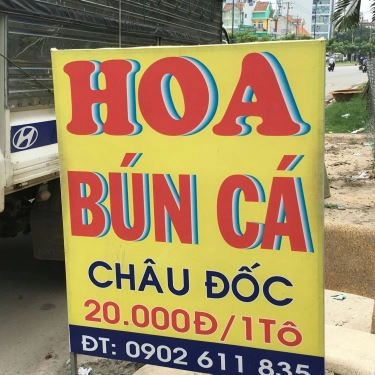 HOA
BÚN CÁ
CHÂU ĐỐC
20.000Đ/1TÔ
ĐT: 0902 611 835